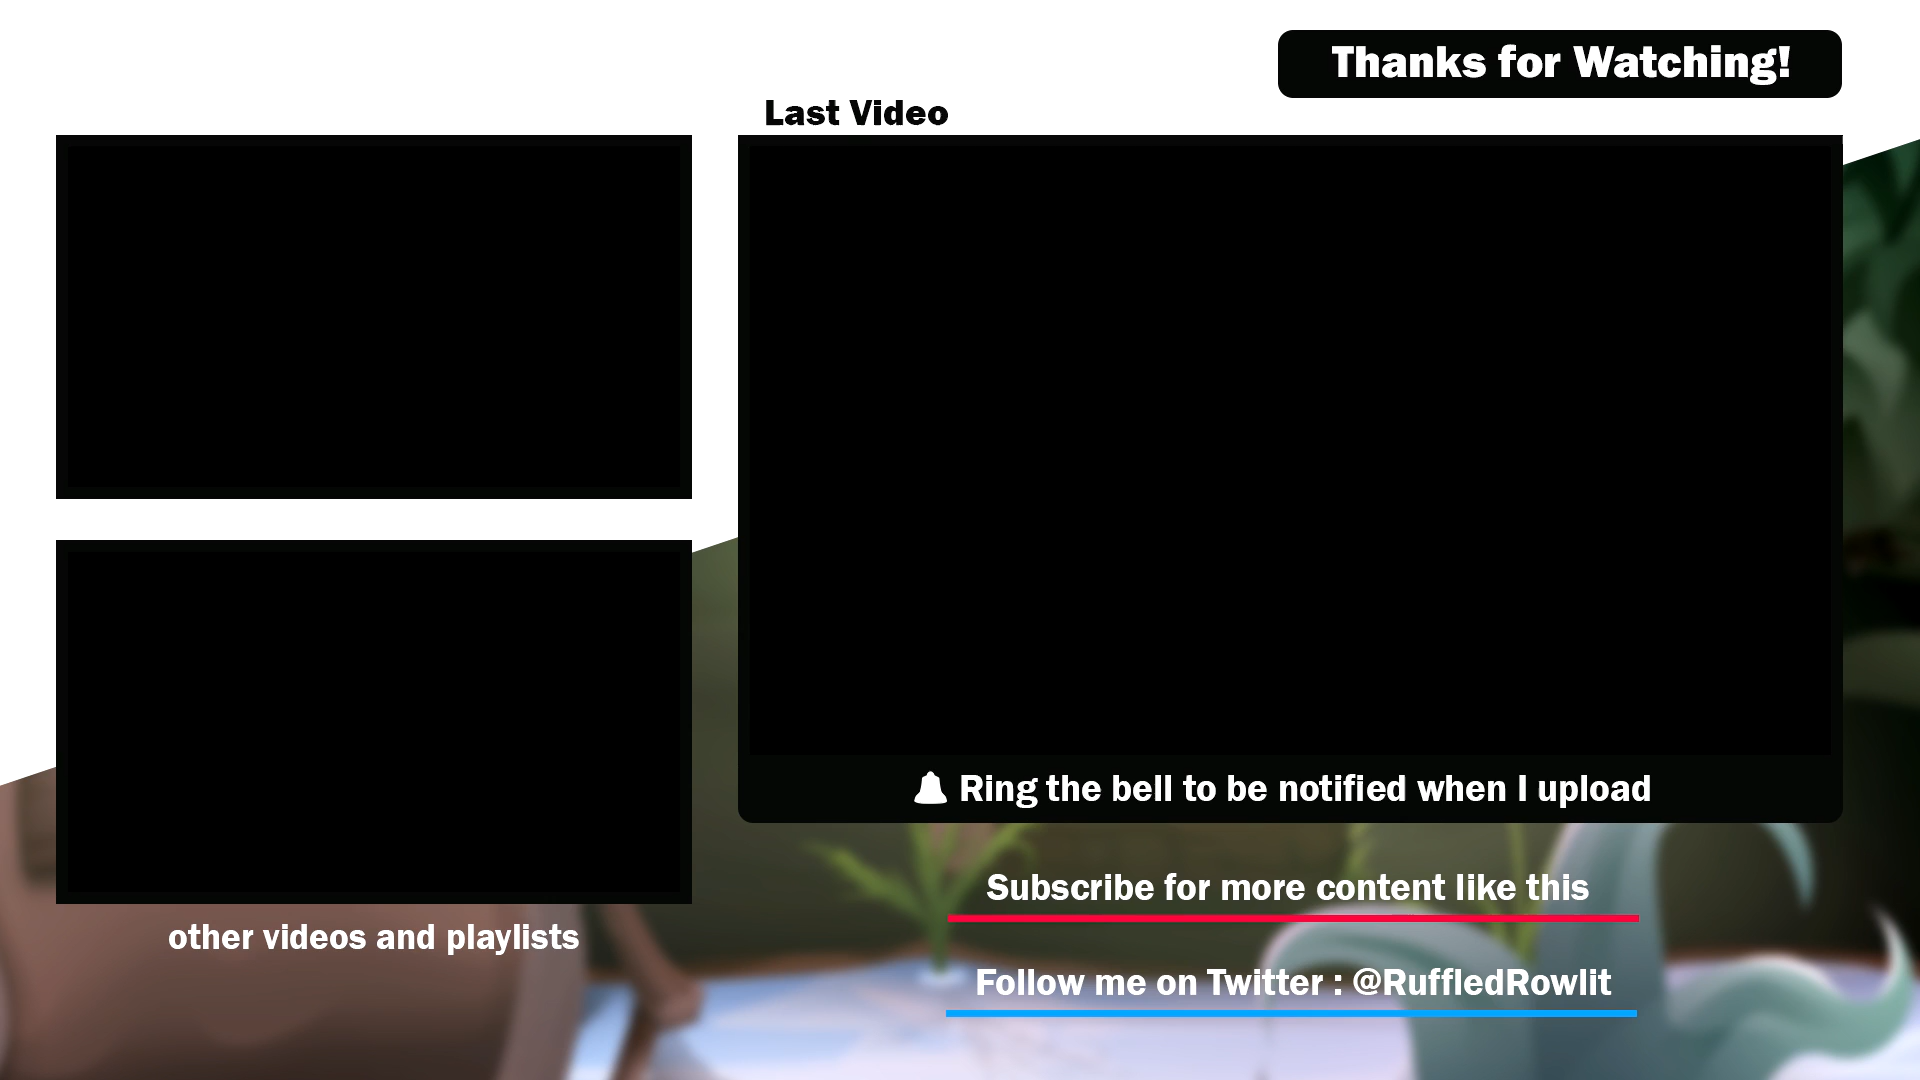 Thanks for Watching!
Last Video
Ring the bell to be notified when I upload
Subscribe for more content like this
other videos and playlists
Follow me on Twitter : @RuffledRowlit